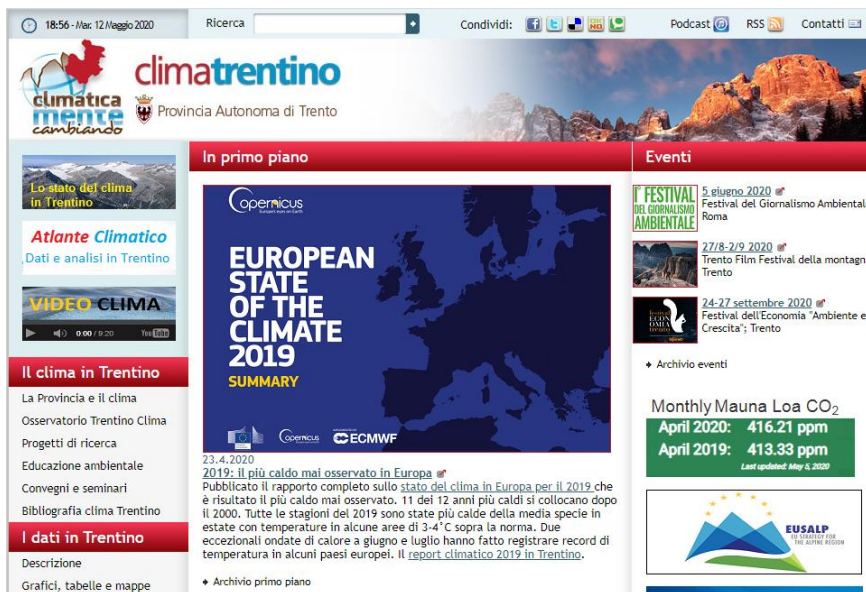 18:56 - Mar. 12 Maggio 2020
Ricerca
Condividi:
Podcast
RSS
Contatti
climatica
mente
cambiando
climatrentino
Provincia Autonoma di Trento
Lo stato del clima
in Trentino
Atlante Climatico
Dati e analisi in Trentino
VIDEO CLIMA
0:00 / 9:20
YouTube
Il clima in Trentino
La Provincia e il clima
Osservatorio Trentino Clima
Progetti di ricerca
Educazione ambientale
Convegni e seminari
Bibliografia clima Trentino
I dati in Trentino
Descrizione
Grafici, tabelle e mappe
In primo piano
Copernicus
Europe's eyes on Earth
EUROPEAN
STATE
OF THE
CLIMATE
2019
SUMMARY
Copernicus
ECMWF
23.4.2020
2019: il più caldo mai osservato in Europa
Pubblicato il rapporto completo sullo stato del clima in Europa per il 2019 che
è risultato il più caldo mai osservato. 11 dei 12 anni più caldi si collocano dopo
il 2000. Tutte le stagioni del 2019 sono state più calde della media specie in
estate con temperature in alcune aree di 3-4°C sopra la norma. Due
eccezionali ondate di calore a giugno e luglio hanno fatto registrare record di
temperatura in alcuni paesi europei. Il report climatico 2019 in Trentino.
Archivio primo piano
Eventi
1° FESTIVAL
DEL GIORNALISMO
AMBIENTALE
5 giugno 2020
Festival del Giornalismo Ambientale
Roma
27/8-2/9 2020
Trento Film Festival della montagn
Trento
festival
ECON
OMIA
trento
24-27 settembre 2020
Festival dell'Economia "Ambiente e
Crescita"; Trento
Archivio eventi
Monthly Mauna Loa CO2
April 2020: 416.21 ppm
April 2019: 413.33 ppm
Last updated: May 5, 2020
EUSALP
EU STRATEGY FOR
THE ALPINE REGION